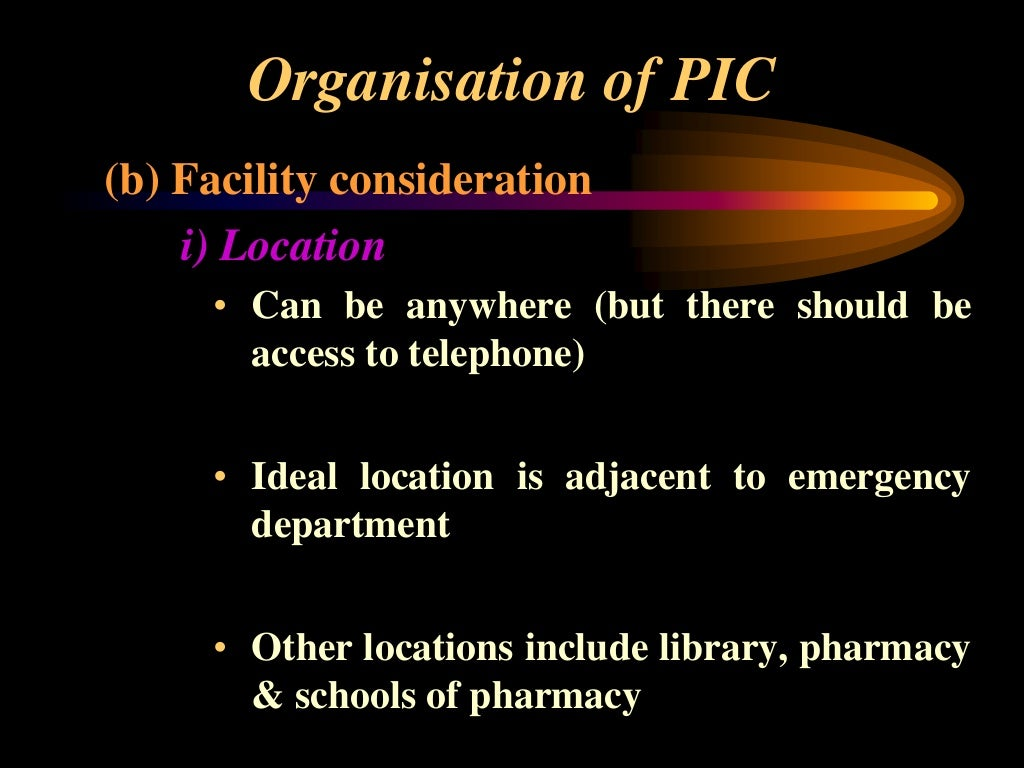 Organisation of PIC
(b) Facility consideration
i) Location
• Can be anywhere (but there should be
access to telephone)
• Ideal location is adjacent to emergency
department
• Other locations include library, pharmacy
& schools of pharmacy